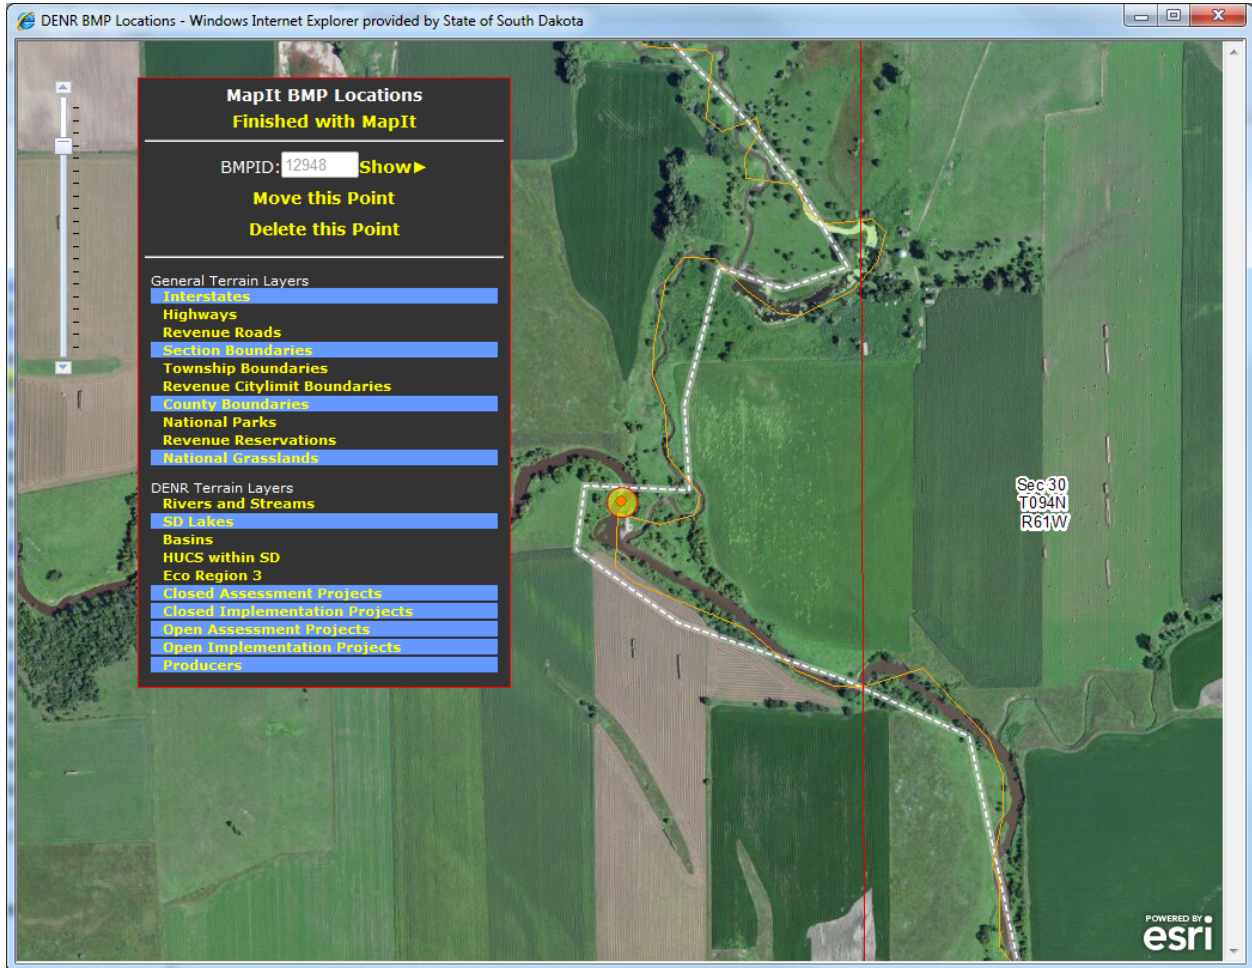 DENR BMP Locations - Windows Internet Explorer provided by State of South Dakota
MapIt BMP Locations
Finished with MapIt
BMPID: 12948 Show►
Move this Point
Delete this Point
General Terrain Layers
Interstates
Highways
Revenue Roads
Section Boundaries
Township Boundaries
Revenue Citylimit Boundaries
County Boundaries
National Parks
Revenue Reservations
National Grasslands
DENR Terrain Layers
Rivers and Streams
SD Lakes
Basins
HUCS within SD
Eco Region 3
Closed Assessment Projects
Closed Implementation Projects
Open Assessment Projects
Open Implementation Projects
Producers
Sec 30
T094N
R61W
POWERED BY
esri